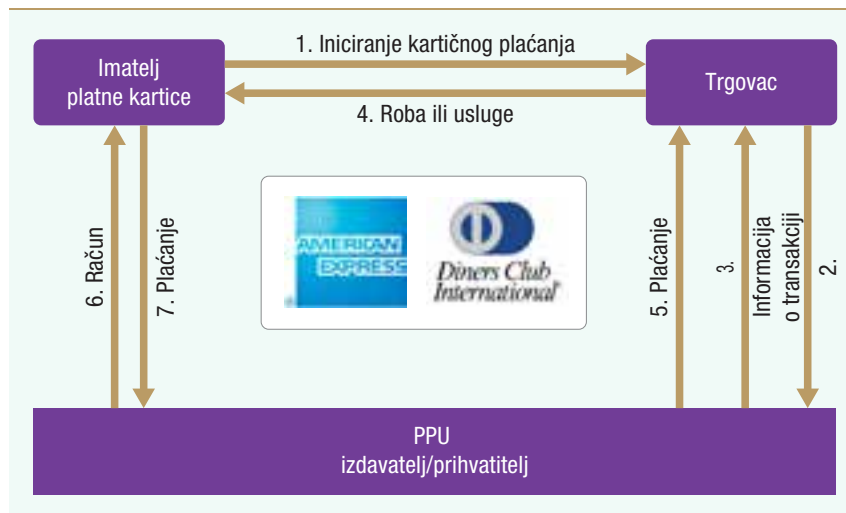 1. Iniciranje kartičnog plaćanja
Imatelj
platne kartice
Trgovac
4. Roba ili usluge
AMERICAN
EXPRESS
Diners Club
International
6. Račun
7. Plaćanje
5. Plaćanje
3.
Informacija
o transakciji
2.
PPU
izdavatelj/prihvatitelj